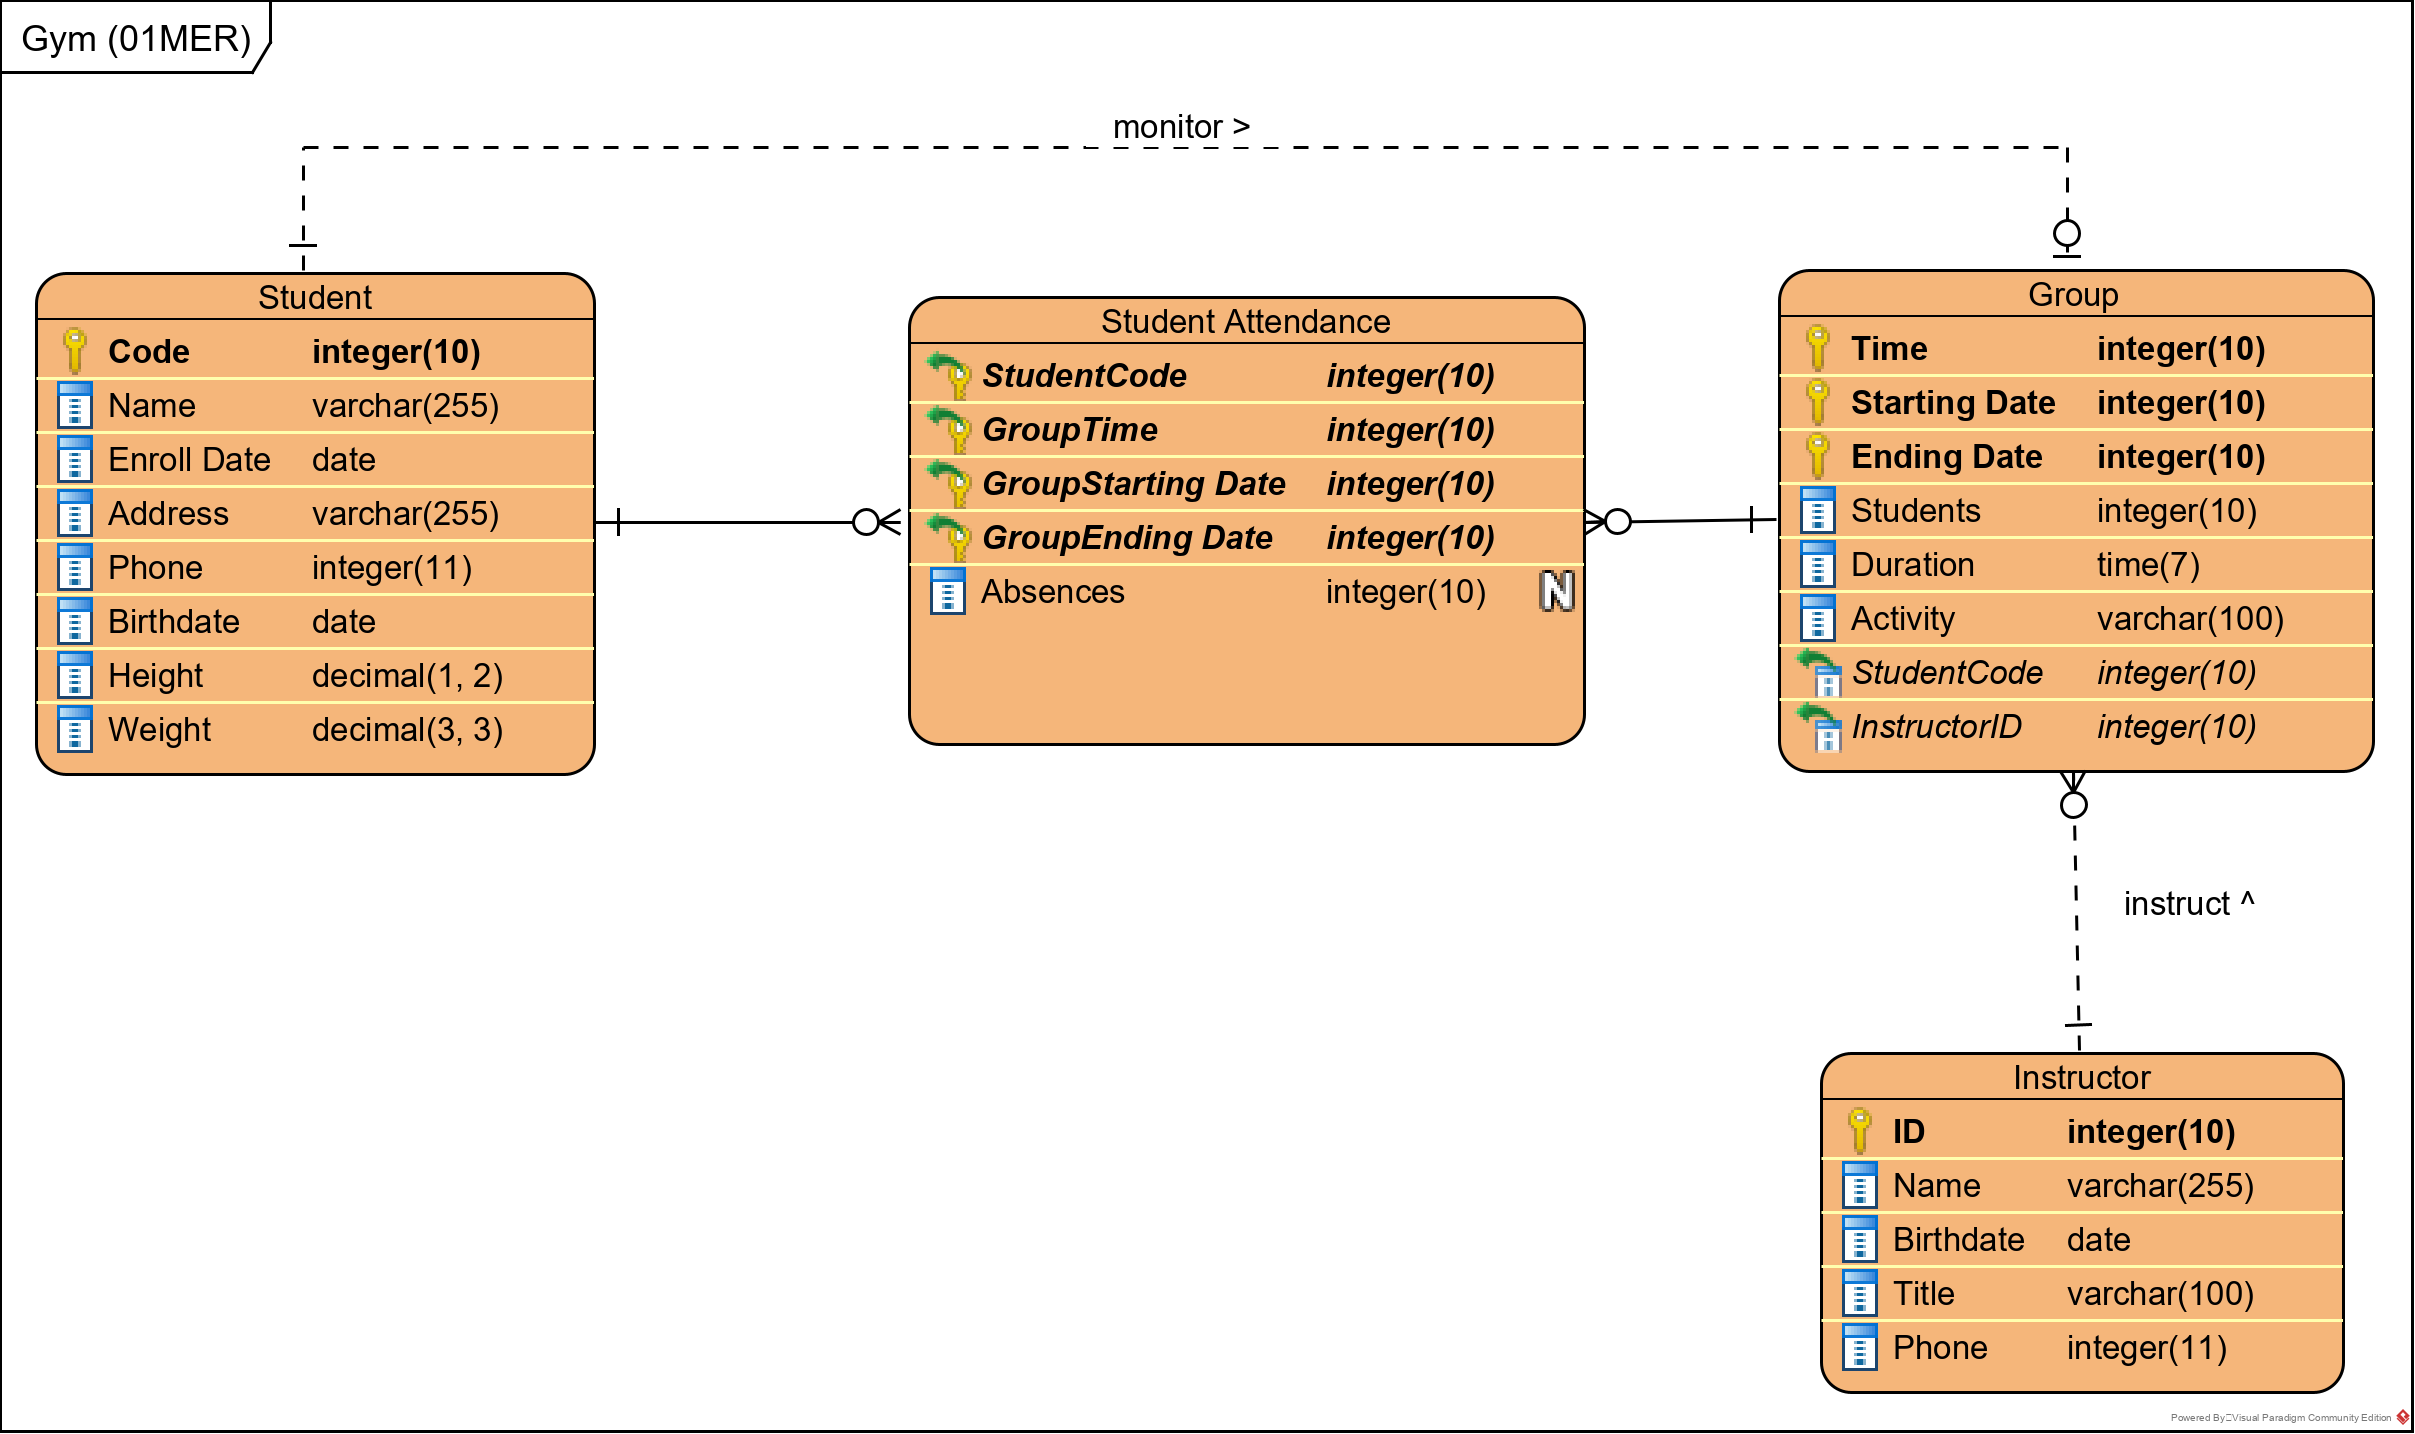 Gym (01MER)
monitor >
Student
Code integer(10)
Name varchar(255)
Enroll Date date
Address varchar(255)
Phone integer(11)
Birthdate date
Height decimal(1, 2)
Weight decimal(3, 3)
Student Attendance
StudentCode integer(10)
GroupTime integer(10)
GroupStarting Date integer(10)
GroupEnding Date integer(10)
Absences integer(10) N
Group
Time integer(10)
Starting Date integer(10)
Ending Date integer(10)
Students integer(10)
Duration time(7)
Activity varchar(100)
StudentCode integer(10)
InstructorID integer(10)
instruct ^
Instructor
ID integer(10)
Name varchar(255)
Birthdate date
Title varchar(100)
Phone integer(11)
Powered By Visual Paradigm Community Edition